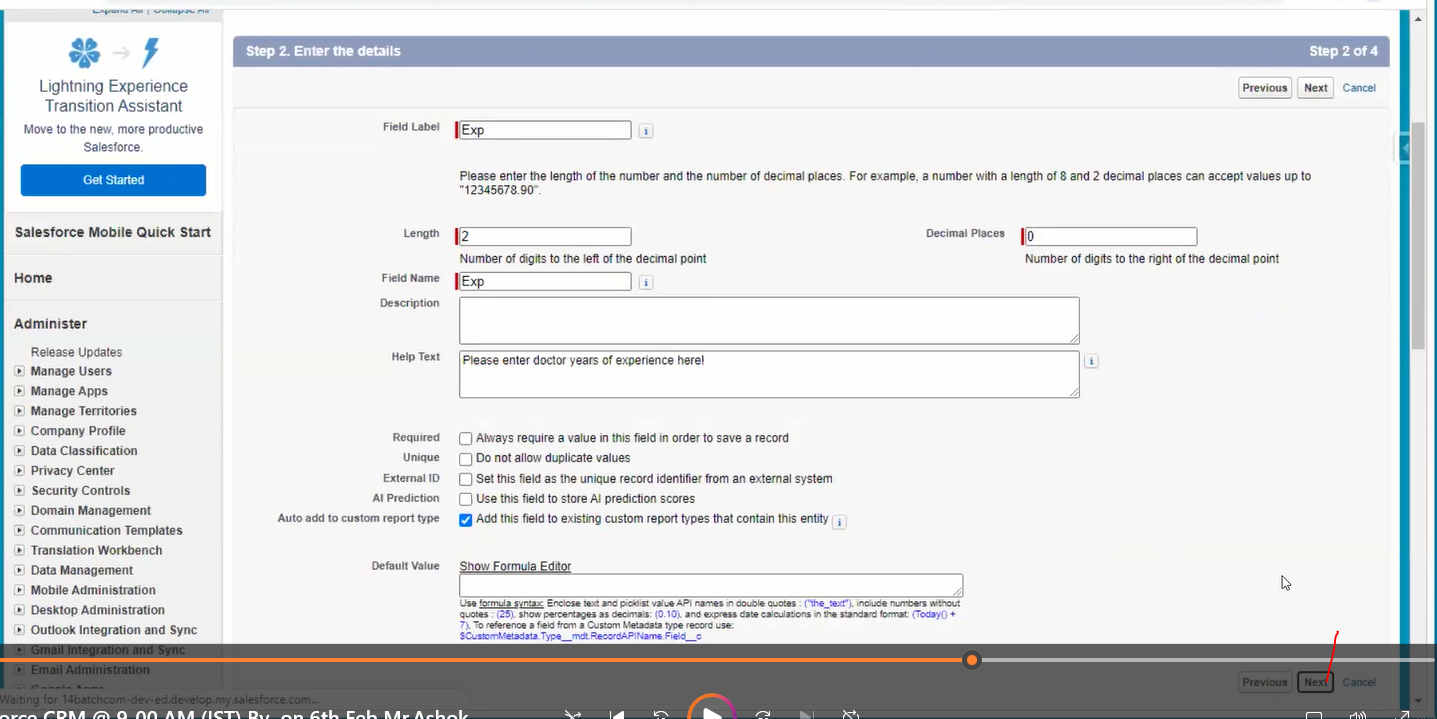 Expand All | Collapse All
Lightning Experience
Transition Assistant
Move to the new, more productive
Salesforce.
Get Started
Salesforce Mobile Quick Start
Home
Administer
Release Updates
Manage Users
Manage Apps
Manage Territories
Company Profile
Data Classification
Privacy Center
Security Controls
Domain Management
Communication Templates
Translation Workbench
Data Management
Mobile Administration
Desktop Administration
Outlook Integration and Sync
Gmail Integration and Sync
Email Administration
Google Apps
Step 2. Enter the details Step 2 of 4
Previous Next Cancel
Field Label Exp
Please enter the length of the number and the number of decimal places. For example, a number with a length of 8 and 2 decimal places can accept values up to
"12345678.90".
Length 2 Decimal Places 0
Number of digits to the left of the decimal point Number of digits to the right of the decimal point
Field Name Exp
Description
Help Text Please enter doctor years of experience here!
Required Always require a value in this field in order to save a record
Unique Do not allow duplicate values
External ID Set this field as the unique record identifier from an external system
AI Prediction Use this field to store AI prediction scores
Auto add to custom report type Add this field to existing custom report types that contain this entity
Default Value Show Formula Editor
Use formula syntax: Enclose text and picklist value API names in double quotes : ("the_text"), include numbers without
quotes : (25), show percentages as decimals: (0.10), and express date calculations in the standard format: (Today() +
7). To reference a field from a Custom Metadata type record use:
$CustomMetadata.Type__mdt.RecordAPIName.Field__c
Previous Next Cancel
Waiting for 14batchcom-dev-ed.develop.my.salesforce.com...
orce CRM @ 9-00 AM (IST) By on 6th Feb Mr.Ashok